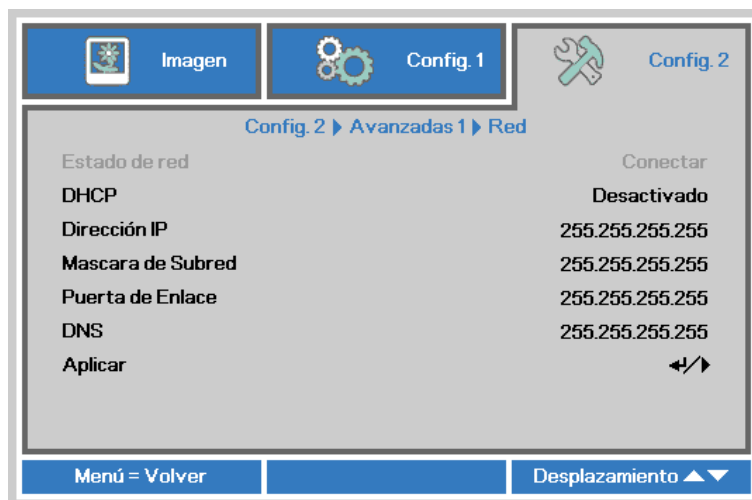 Imagen
Config. 1
Config. 2
Config. 2 ▶ Avanzadas 1 ▶ Red
Estado de red Conectar
DHCP Desactivado
Dirección IP 255.255.255.255
Mascara de Subred 255.255.255.255
Puerta de Enlace 255.255.255.255
DNS 255.255.255.255
Aplicar ↵/▶
Menú = Volver
Desplazamiento ▲▼